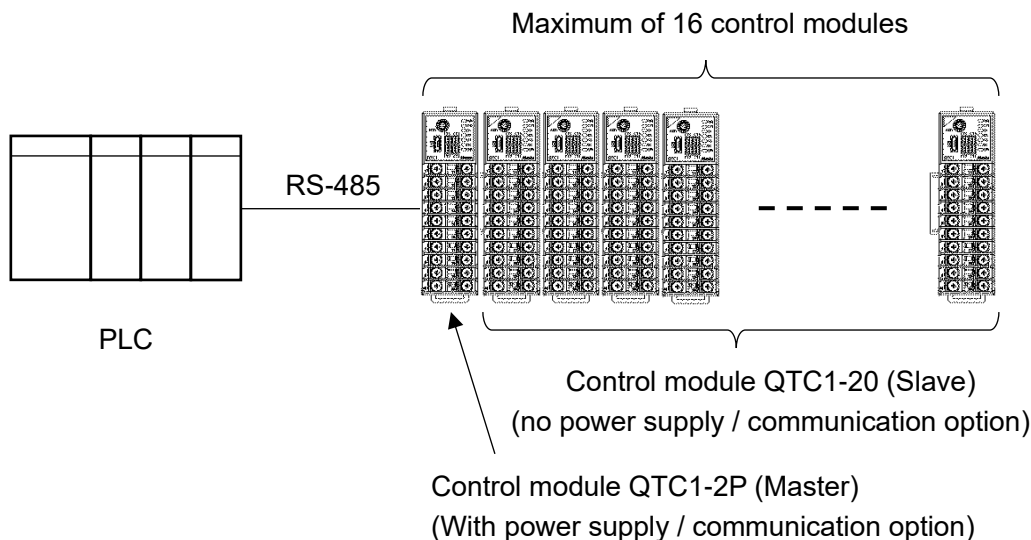 Maximum of 16 control modules
RS-485
PLC
Control module QTC1-20 (Slave)
(no power supply / communication option)
Control module QTC1-2P (Master)
(With power supply / communication option)